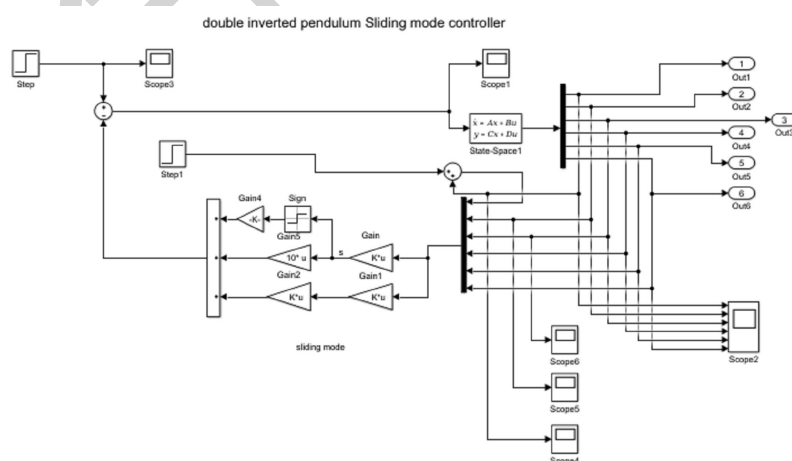 double inverted pendulum Sliding mode controller
Step
Scope3
Scope1
1
Out1
2
Out2
3
Out3
4
Out4
5
Out5
6
Out6
ẋ = Ax + Bu
y = Cx + Du
State-Space1
Step1
Gain4
-K-
Sign
Gain5
10* u
s
Gain
K*u
Gain2
K*u
Gain1
K*u
sliding mode
Scope2
Scope6
Scope5
Scope4